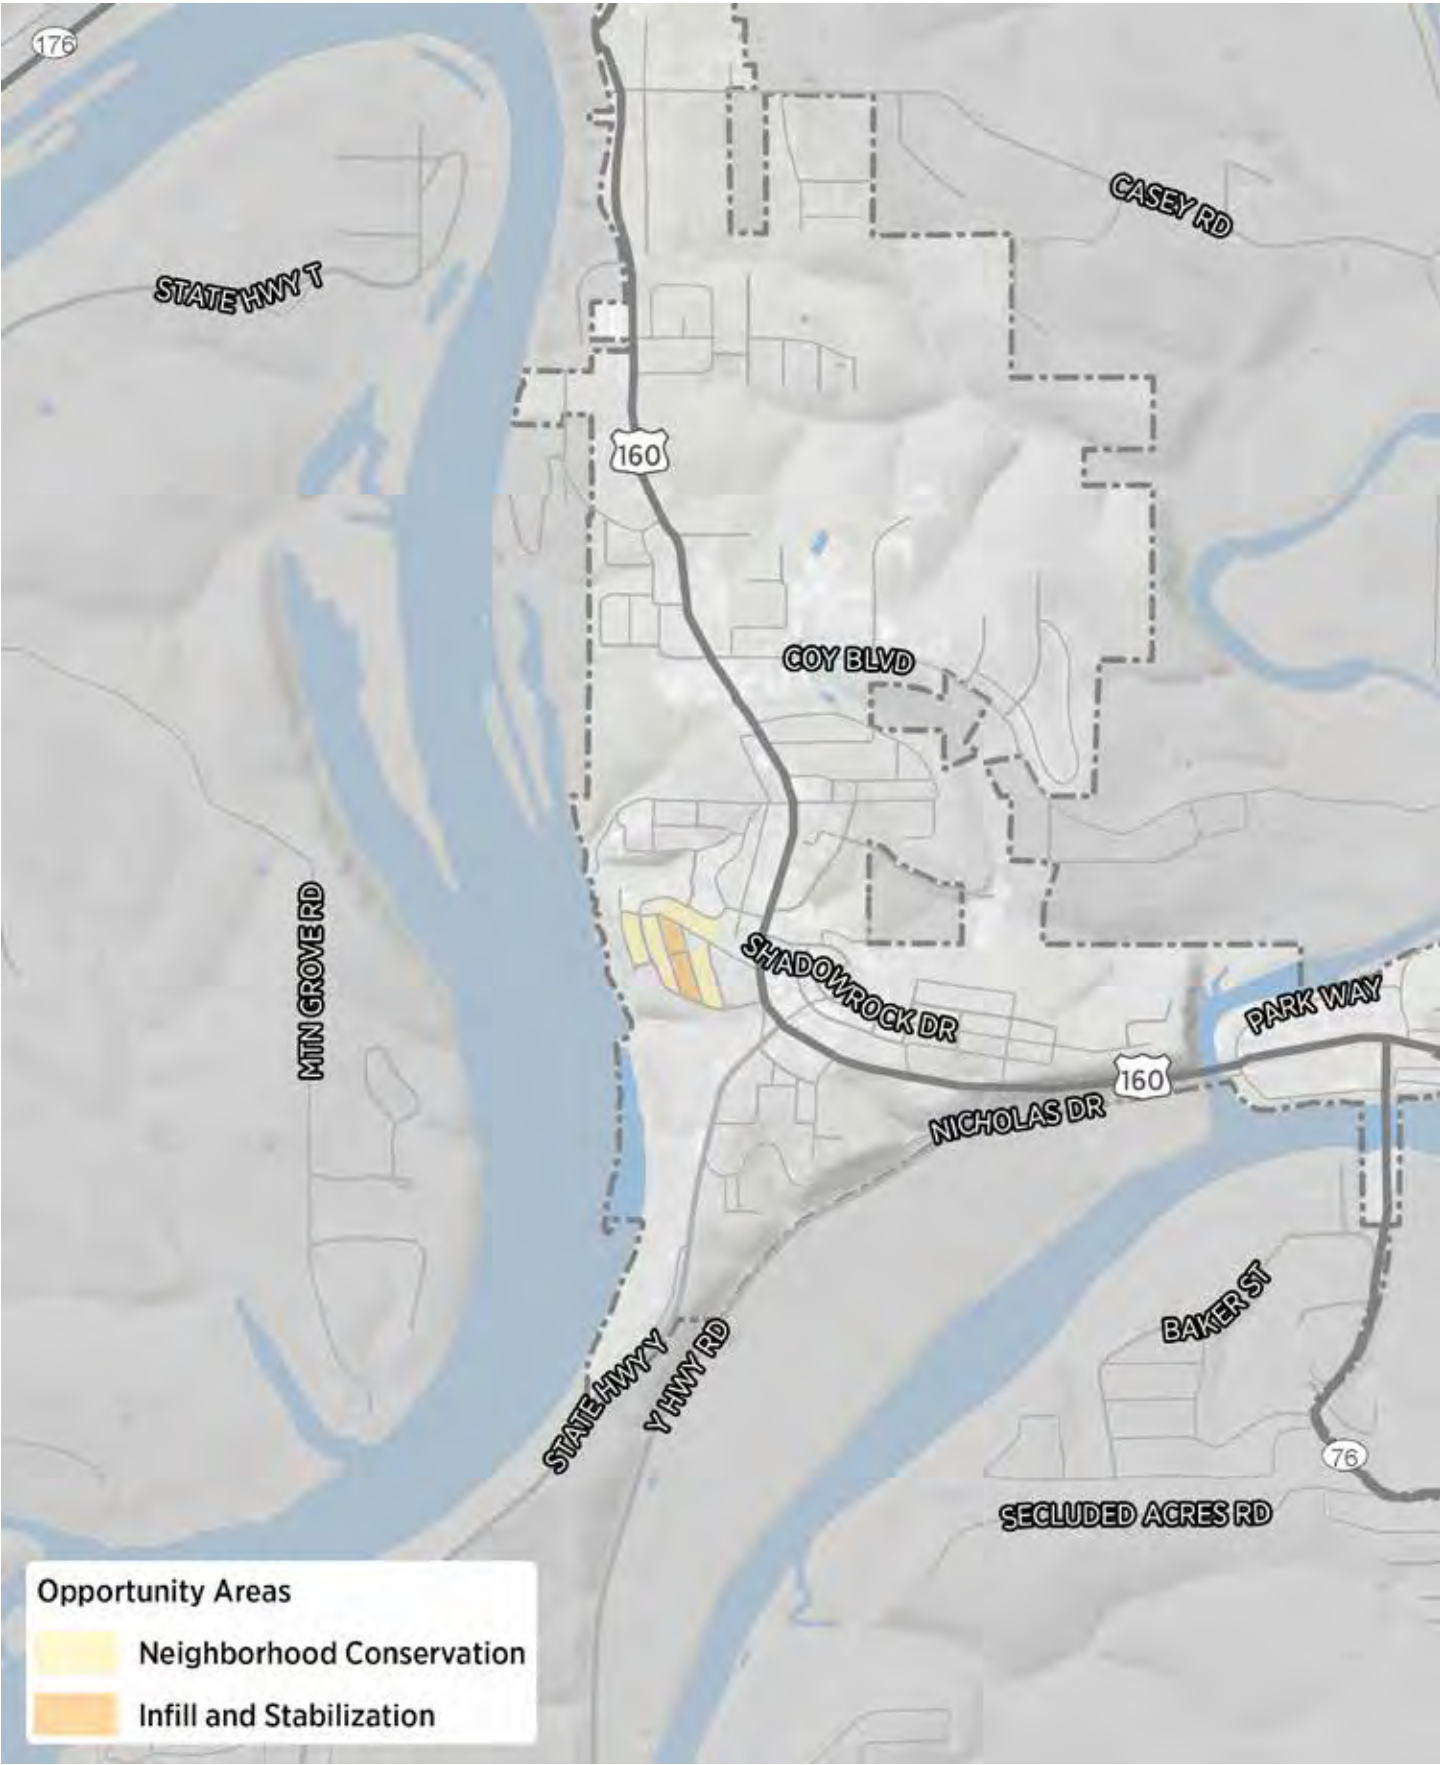 176
CASEY RD
STATE HWY T
160
COY BLVD
MTN GROVE RD
SHADOWROCK DR
PARK WAY
160
NICHOLAS DR
BAKER ST
STATE HWY Y
Y HWY RD
76
SECLUDED ACRES RD
Opportunity Areas
Neighborhood Conservation
Infill and Stabilization